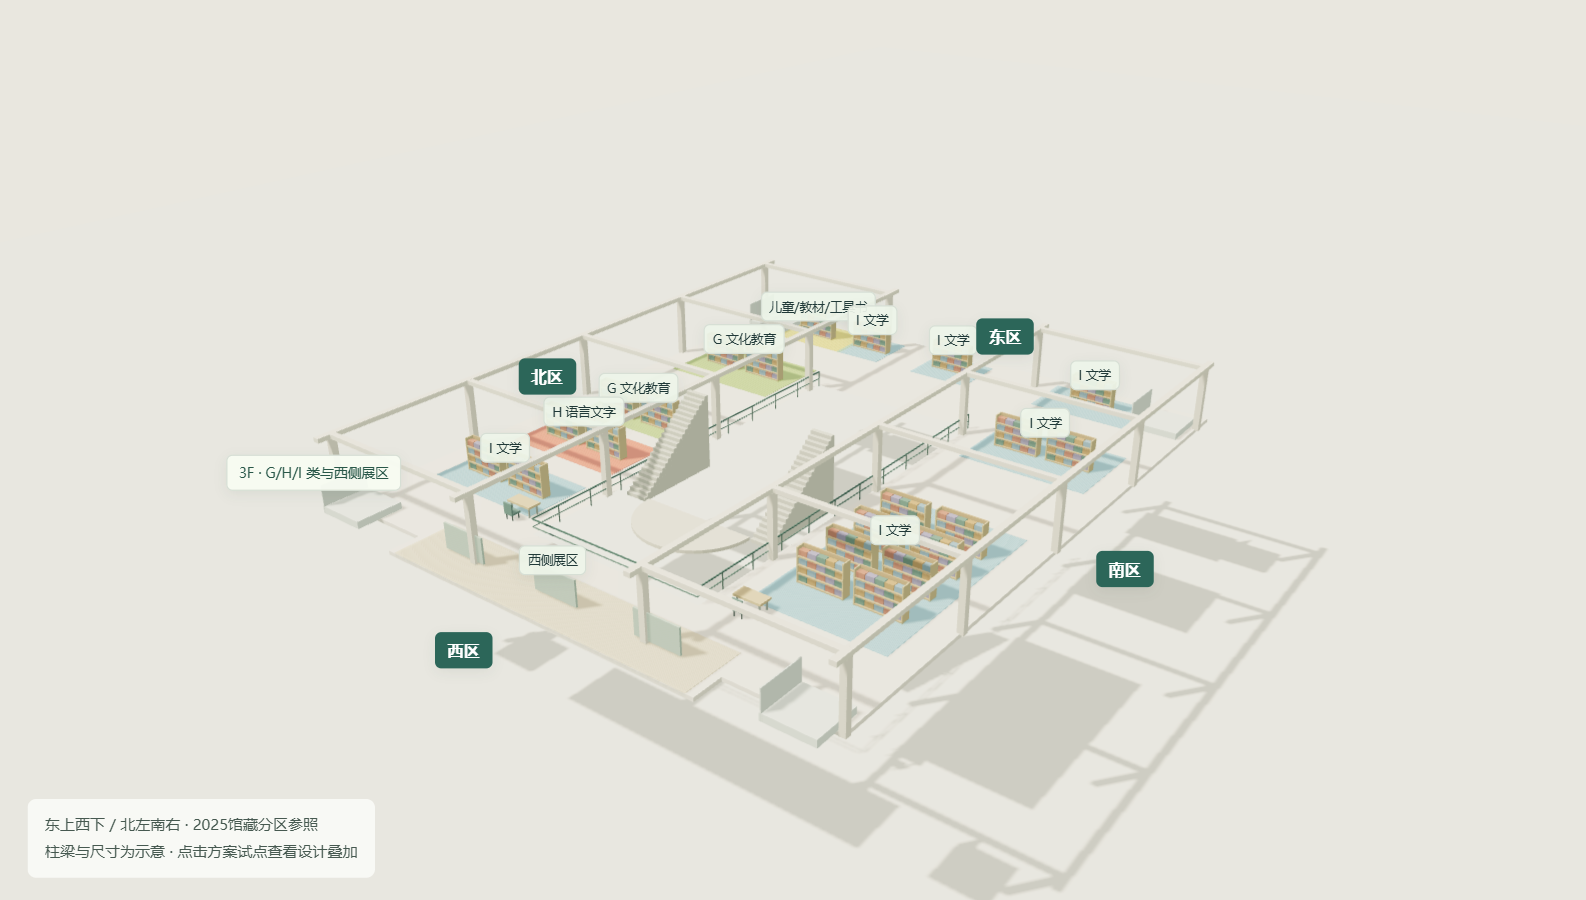 儿童/教材/工具书
I 文学
G 文化教育
I 文学
东区
北区
G 文化教育
I 文学
H 语言文字
I 文学
I 文学
3F · G/H/I 类与西侧展区
I 文学
西侧展区
南区
西区
东上西下 / 北左南右 · 2025馆藏分区参照
柱梁与尺寸为示意 · 点击方案试点查看设计叠加